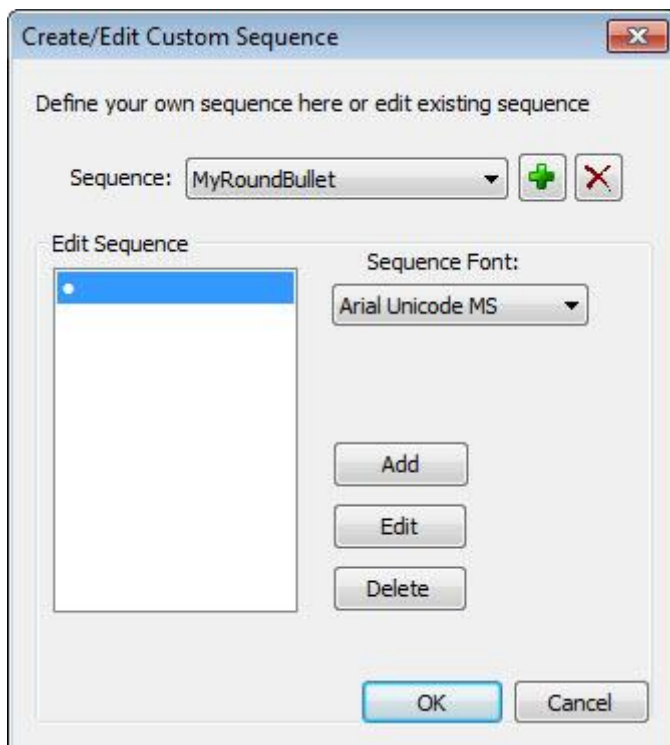 Create/Edit Custom Sequence
Define your own sequence here or edit existing sequence
Sequence: MyRoundBullet
Edit Sequence
Sequence Font:
•
Arial Unicode MS
Add
Edit
Delete
OK Cancel